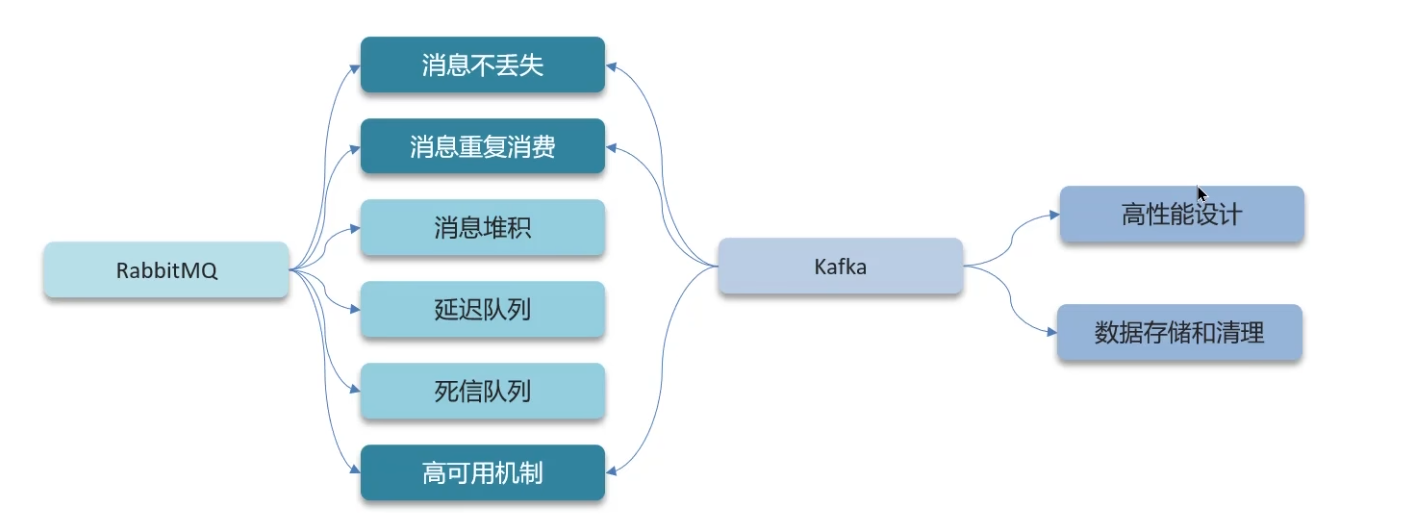 RabbitMQ
消息不丢失
消息重复消费
消息堆积
延迟队列
死信队列
高可用机制
Kafka
高性能设计
数据存储和清理